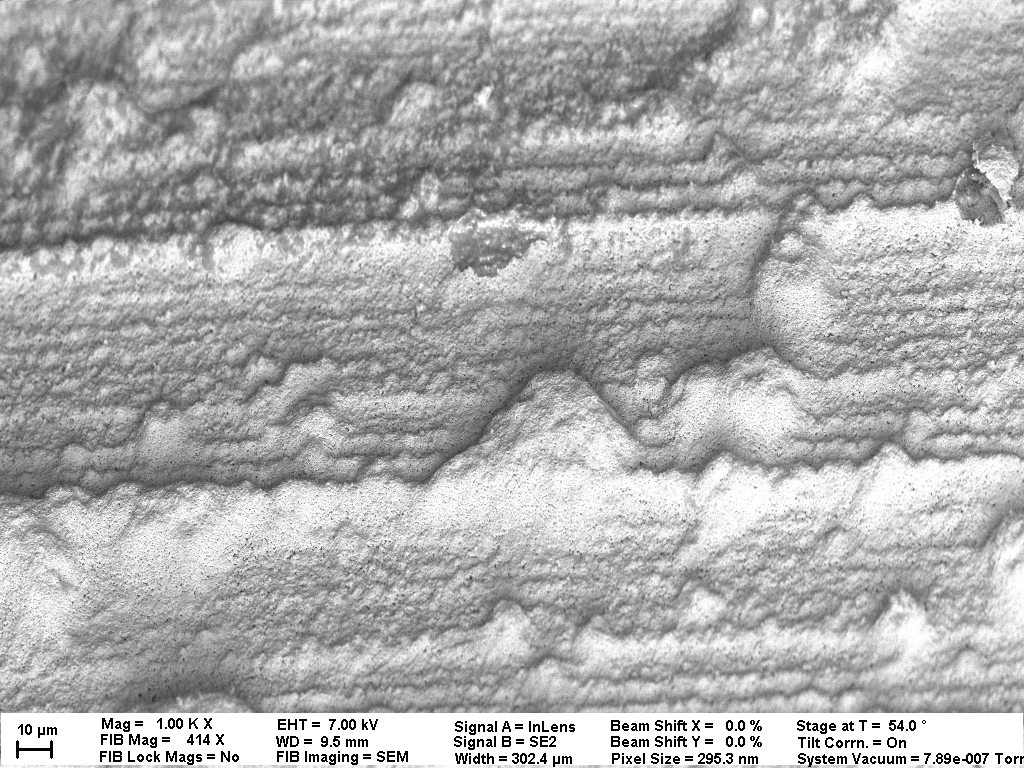 10 µm
Mag = 1.00 K X
FIB Mag = 414 X
FIB Lock Mags = No
EHT = 7.00 kV
WD = 9.5 mm
FIB Imaging = SEM
Signal A = InLens
Signal B = SE2
Width = 302.4 µm
Beam Shift X = 0.0 %
Beam Shift Y = 0.0 %
Pixel Size = 295.3 nm
Stage at T = 54.0 °
Tilt Corrn. = On
System Vacuum = 7.89e-007 Torr